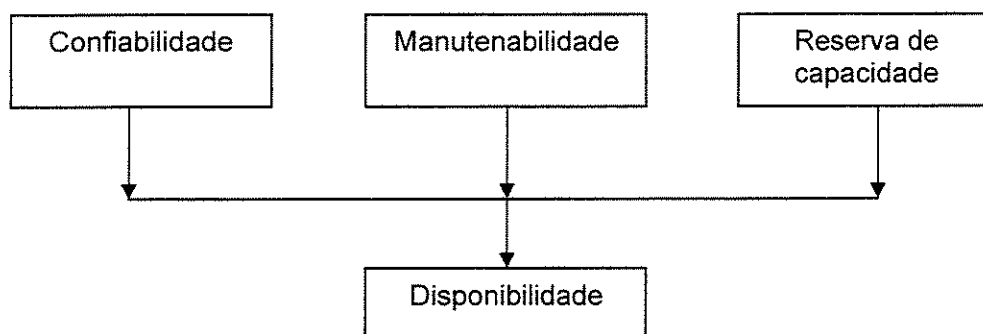 Confiabilidade
Manutenabilidade
Reserva de
capacidade
Disponibilidade